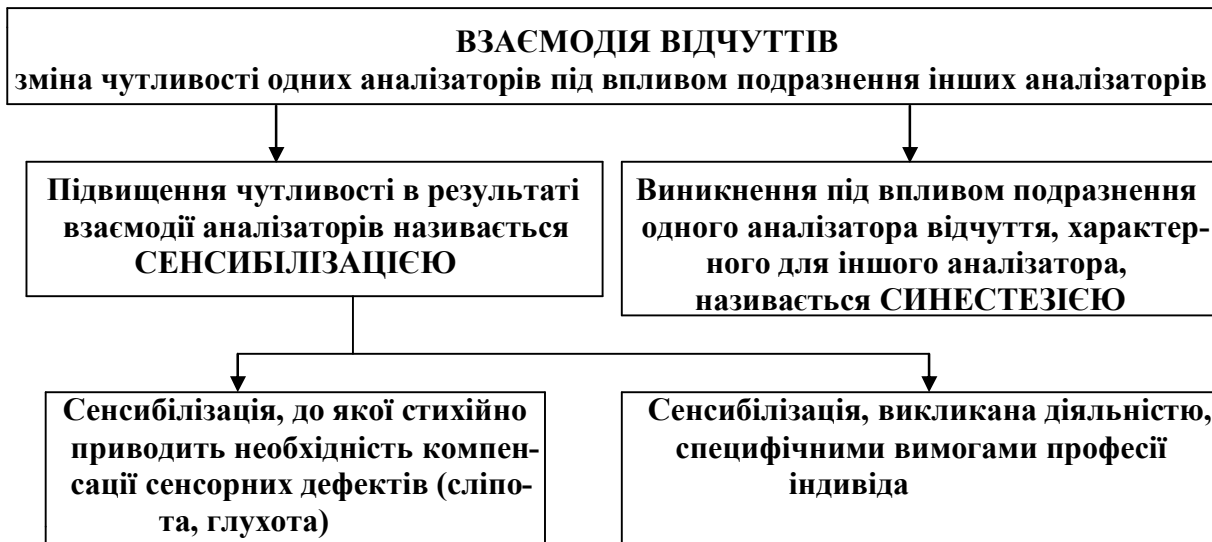 ВЗАЄМОДІЯ ВІДЧУТТІВ
зміна чутливості одних аналізаторів під впливом подразнення інших аналізаторів
Підвищення чутливості в результаті
взаємодії аналізаторів називається
СЕНСИБІЛІЗАЦІЄЮ
Виникнення під впливом подразнення
одного аналізатора відчуття, характер-
ного для іншого аналізатора,
називається СИНЕСТЕЗІЄЮ
Сенсибілізація, до якої стихійно
приводить необхідність компен-
сації сенсорних дефектів (сліпо-
та, глухота)
Сенсибілізація, викликана діяльністю,
специфічними вимогами професії
індивіда